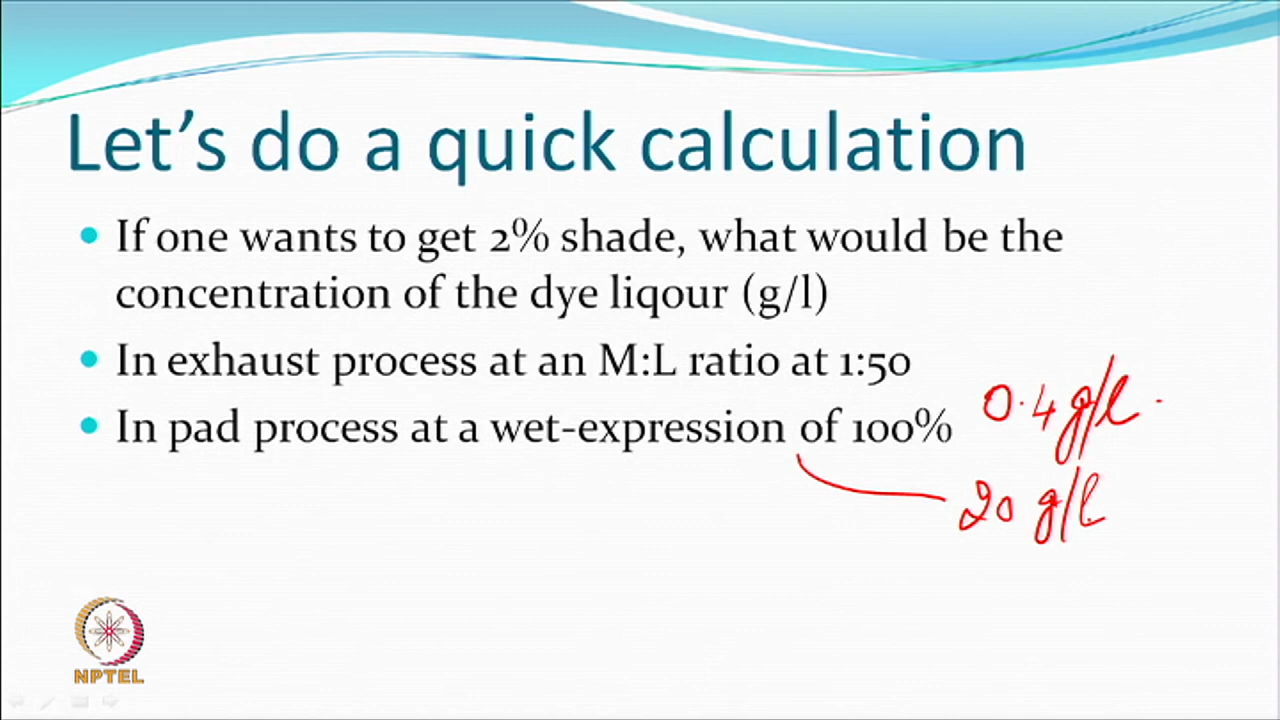 Let's do a quick calculation
If one wants to get 2% shade, what would be the
concentration of the dye liqour (g/l)
In exhaust process at an M:L ratio at 1:50
0.4 g/l.
In pad process at a wet-expression of 100%
20 g/l
NPTEL